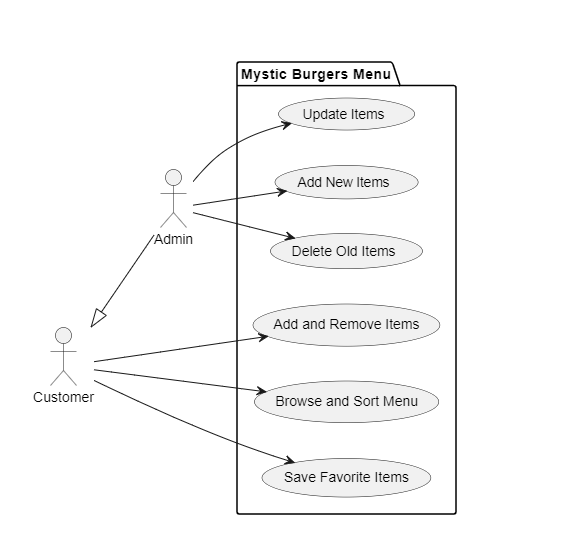 Mystic Burgers Menu
Update Items
Add New Items
Admin
Delete Old Items
Add and Remove Items
Customer
Browse and Sort Menu
Save Favorite Items